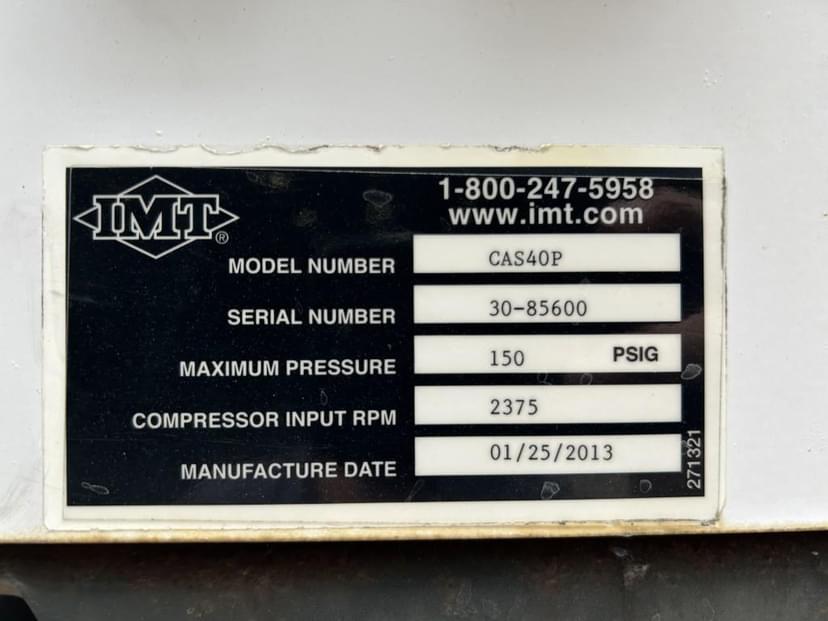 IMT®
1-800-247-5958
www.imt.com
MODEL NUMBER CAS40P
SERIAL NUMBER 30-85600
MAXIMUM PRESSURE 150 PSIG
COMPRESSOR INPUT RPM 2375
MANUFACTURE DATE 01/25/2013
271321